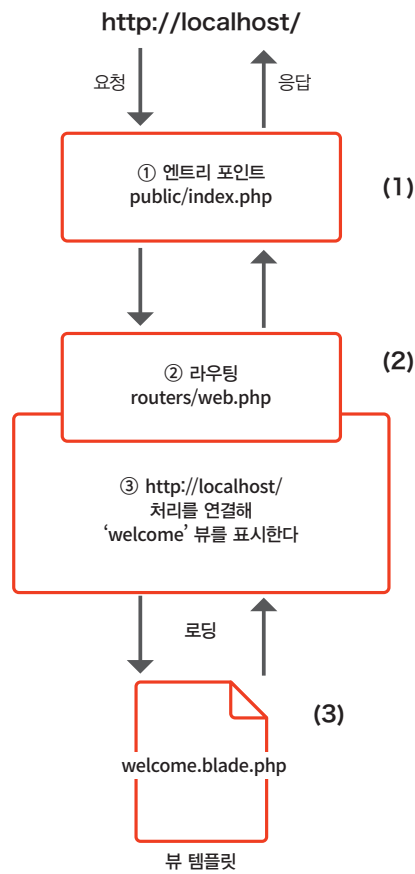 http://localhost/
요청
응답
① 엔트리 포인트
public/index.php
(1)
(2)
② 라우팅
routers/web.php
③ http://localhost/
처리를 연결해
‘welcome’ 뷰를 표시한다
로딩
(3)
welcome.blade.php
뷰 템플릿